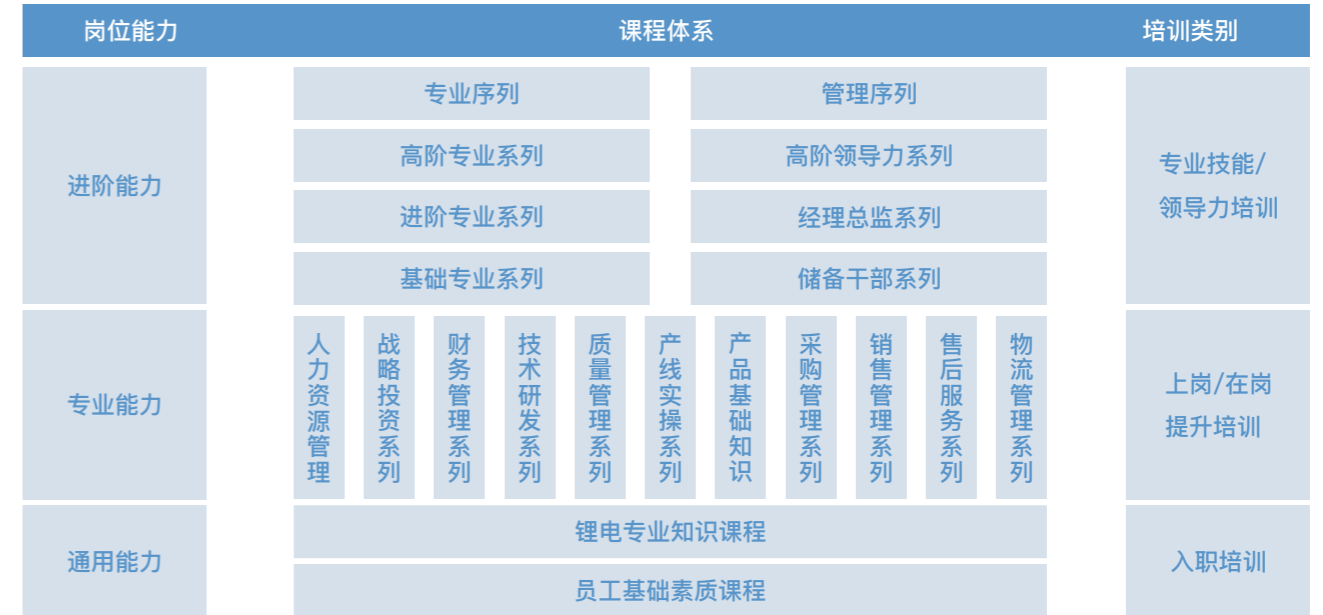 岗位能力 课程体系 培训类别
进阶能力
专业序列 管理序列
高阶专业系列 高阶领导力系列
进阶专业系列 经理总监系列
基础专业系列 储备干部系列
专业技能/
领导力培训
专业能力
人力资源管理
战略投资系列
财务管理系列
技术研发系列
质量管理系列
产线实操系列
产品基础知识
采购管理系列
销售管理系列
售后服务系列
物流管理系列
上岗/在岗
提升培训
通用能力
锂电专业知识课程
员工基础素质课程
入职培训